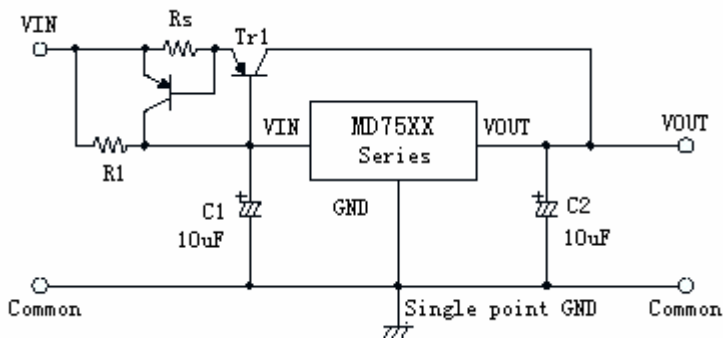 VIN
Rs
Tr1
VIN
MD75XX
Series
VOUT
VOUT
R1
C1
10uF
GND
C2
10uF
Common
Single point GND
Common